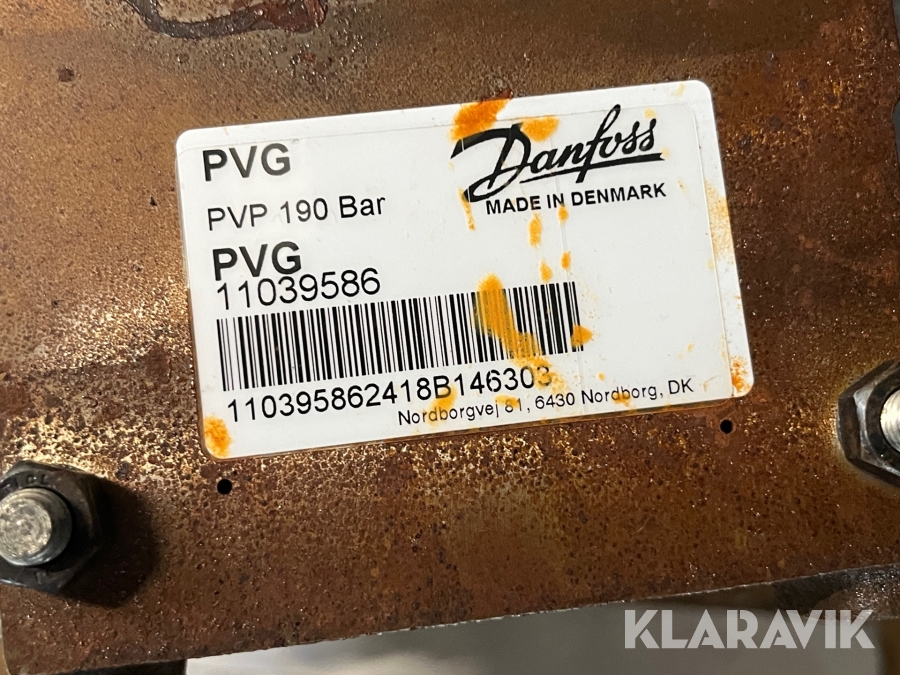 PVG
Danfoss
MADE IN DENMARK
PVP 190 Bar
PVG
11039586
110395862418B146303
Nordborgvej 81, 6430 Nordborg, DK
KLARAVIK